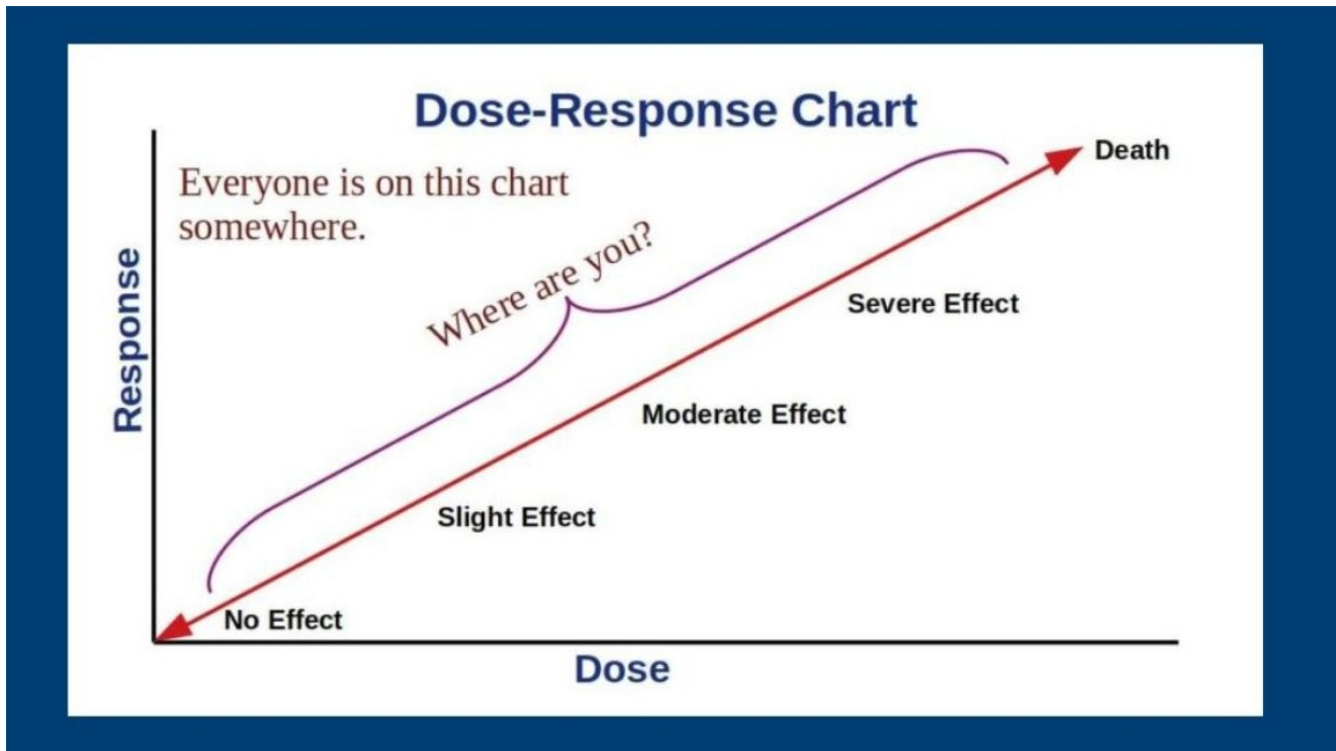 Dose-Response Chart
Everyone is on this chart
somewhere.
Where are you?
Death
Severe Effect
Moderate Effect
Slight Effect
No Effect
Response
Dose